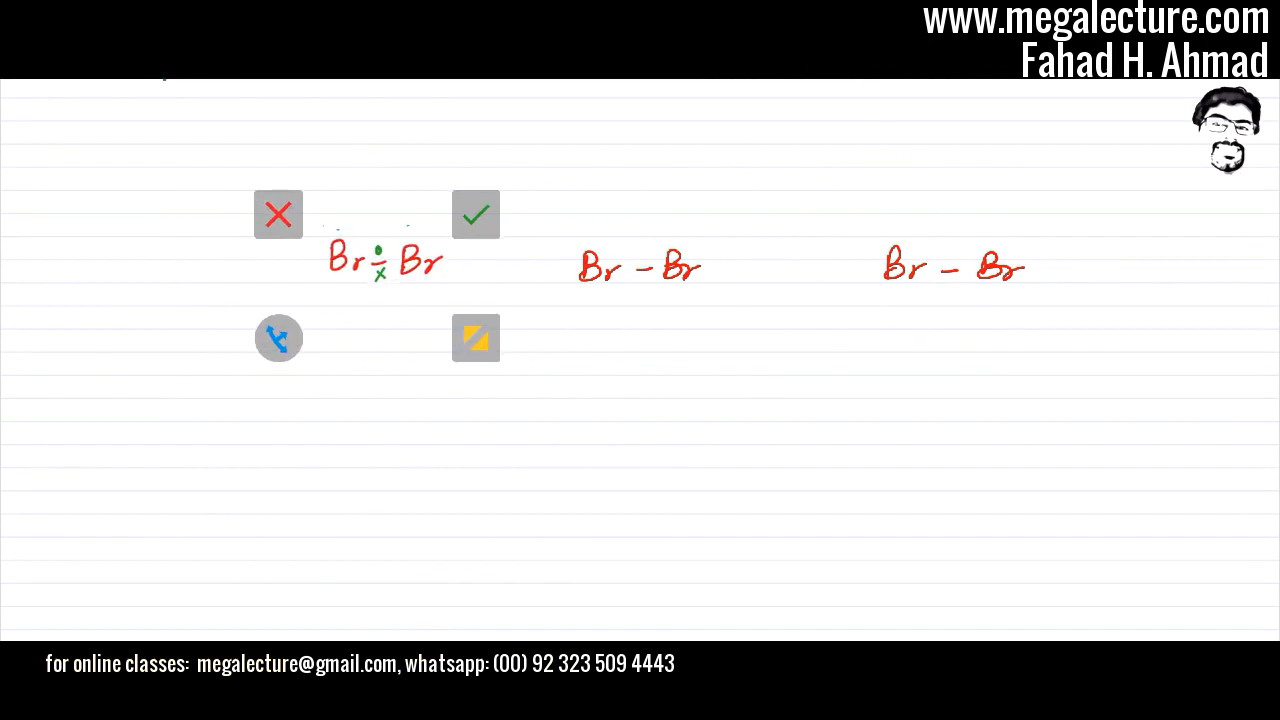 www.megalecture.com
Fahad H. Ahmad
Br - Br Br - Br Br - Br
for online classes: megalecture@gmail.com, whatsapp: (00) 92 323 509 4443